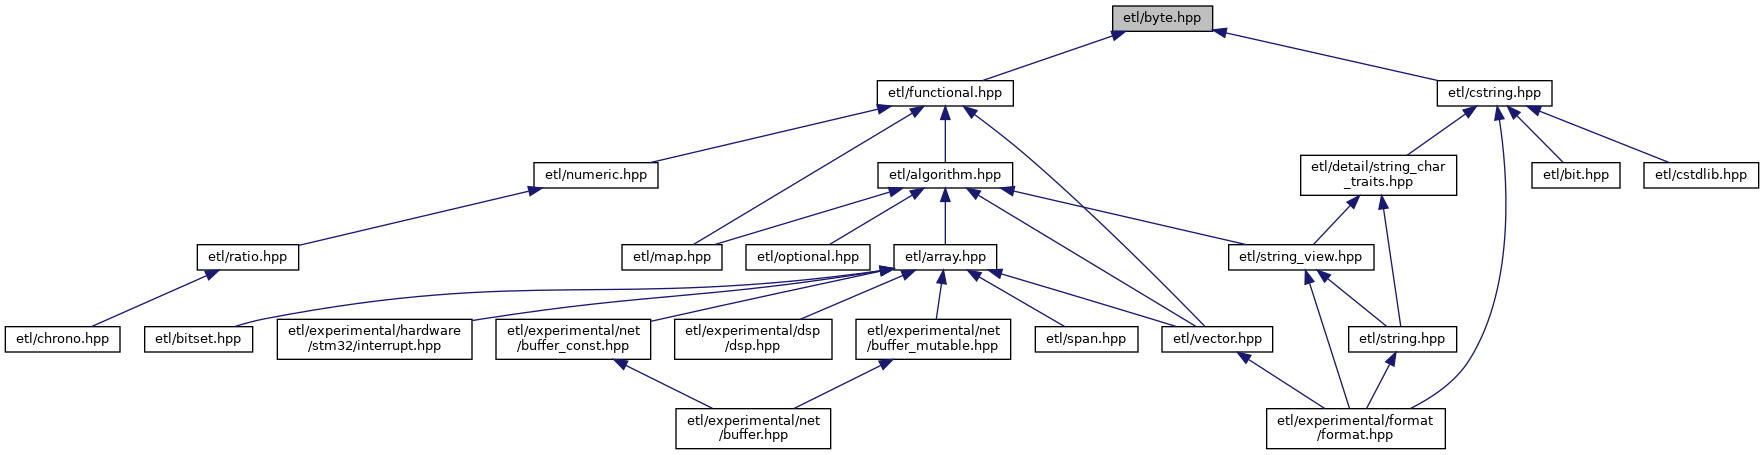 etl/byte.hpp
etl/functional.hpp
etl/cstring.hpp
etl/numeric.hpp
etl/algorithm.hpp
etl/detail/string_char
_traits.hpp
etl/bit.hpp
etl/cstdlib.hpp
etl/ratio.hpp
etl/map.hpp
etl/optional.hpp
etl/array.hpp
etl/string_view.hpp
etl/chrono.hpp
etl/bitset.hpp
etl/experimental/hardware
/stm32/interrupt.hpp
etl/experimental/net
/buffer_const.hpp
etl/experimental/dsp
/dsp.hpp
etl/experimental/net
/buffer_mutable.hpp
etl/span.hpp
etl/vector.hpp
etl/string.hpp
etl/experimental/net
/buffer.hpp
etl/experimental/format
/format.hpp